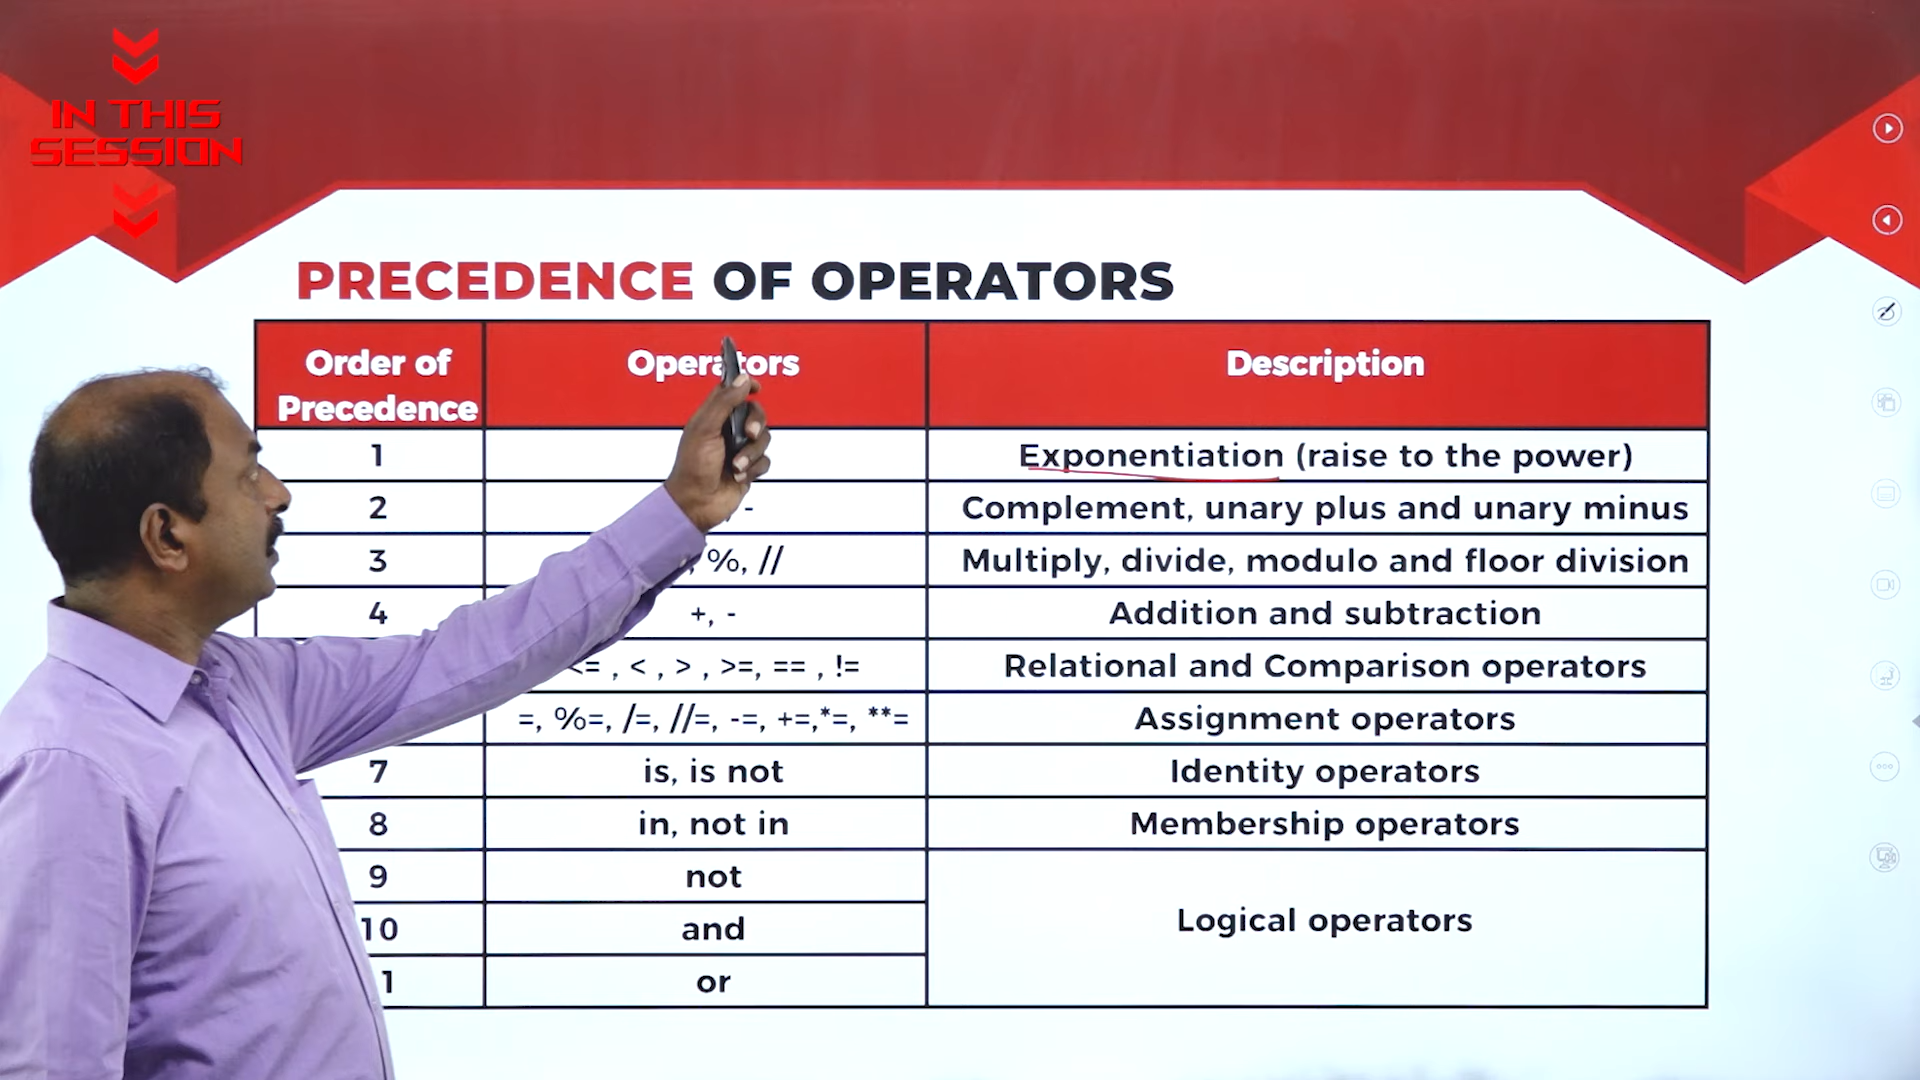 IN THIS
SESSION
PRECEDENCE OF OPERATORS
Order of Precedence
Operators
Description
1
Exponentiation (raise to the power)
2
, -
Complement, unary plus and unary minus
3
, %, //
Multiply, divide, modulo and floor division
4
+, -
Addition and subtraction
<= , < , > , >=, == , !=
Relational and Comparison operators
=, %=, /=, //=, -=, +=,*=, **=
Assignment operators
7
is, is not
Identity operators
8
in, not in
Membership operators
9
not
Logical operators
10
and
1
or